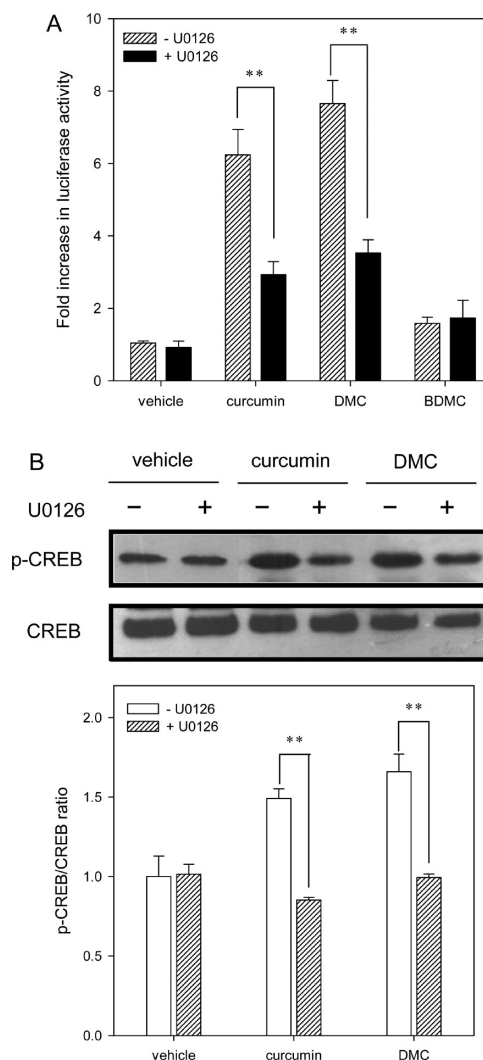 A
- U0126
+ U0126
**
**
Fold increase in luciferase activity
10
8
6
4
2
0
vehicle curcumin DMC BDMC
B
vehicle curcumin DMC
U0126 − + − + − +
p-CREB
CREB
- U0126
+ U0126
**
**
p-CREB/CREB ratio
2.0
1.5
1.0
0.5
0.0
vehicle curcumin DMC